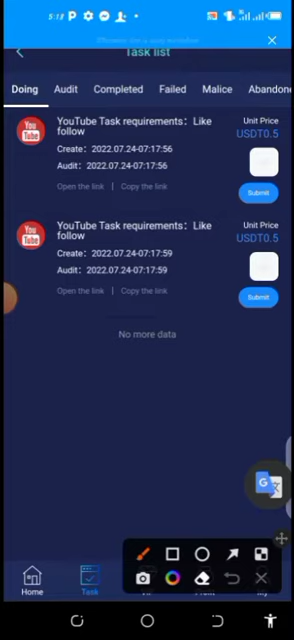 5:18
Task list
Doing Audit Completed Failed Malice Abandon
YouTube Task requirements: Like
follow
Unit Price
USDT0.5
Create: 2022.07.24-07:17:56
Audit: 2022.07.24-07:17:56
Open the link | Copy the link
Submit
YouTube Task requirements: Like
follow
Unit Price
USDT0.5
Create: 2022.07.24-07:17:59
Audit: 2022.07.24-07:17:59
Open the link | Copy the link
Submit
No more data
Home Task